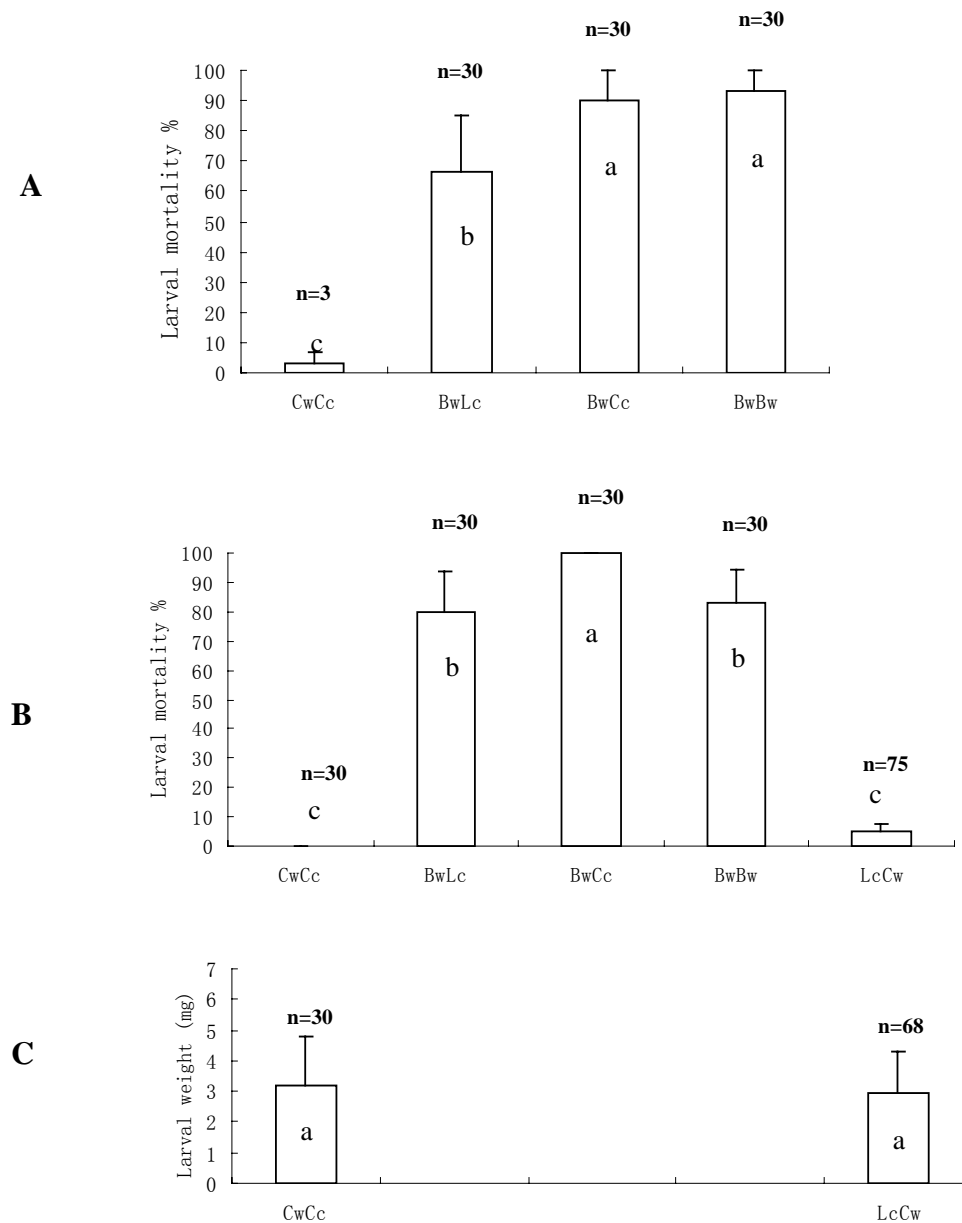 n=30 n=30
n=30
100
90
80
70
60
50
40
30
20
10
0
Larval mortality %
A
n=3
c
b
a
a
CwCc BwLc BwCc BwBw
n=30
n=30 n=30
100
90
80
70
60
50
40
30
20
10
0
Larval mortality %
B
n=30
c
b
a
b
n=75
c
CwCc BwLc BwCc BwBw LcCw
7
6
5
4
3
2
1
0
Larval weight (mg)
C
n=30
n=68
a
a
CwCc LcCw